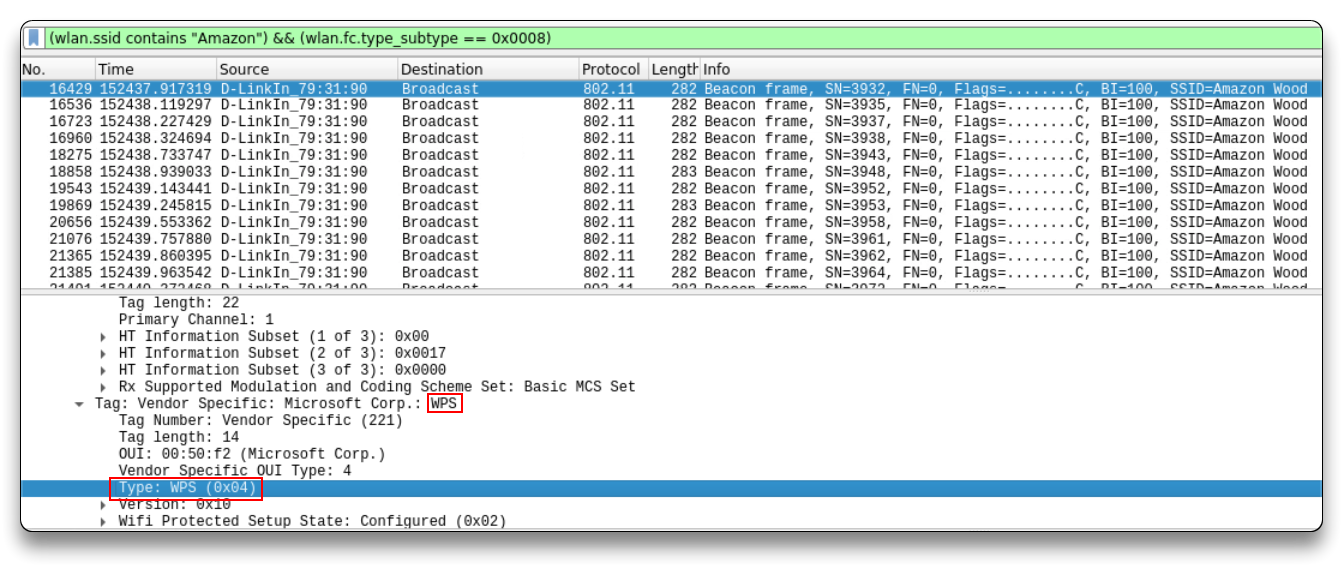 (wlan.ssid contains "Amazon") && (wlan.fc.type_subtype == 0x0008)
No. Time Source Destination Protocol Length Info
16429 152437.917319 D-LinkIn_79:31:90 Broadcast 802.11 282 Beacon frame, SN=3932, FN=0, Flags=........C, BI=100, SSID=Amazon Wood
16536 152438.119297 D-LinkIn_79:31:90 Broadcast 802.11 282 Beacon frame, SN=3935, FN=0, Flags=........C, BI=100, SSID=Amazon Wood
16723 152438.227429 D-LinkIn_79:31:90 Broadcast 802.11 282 Beacon frame, SN=3937, FN=0, Flags=........C, BI=100, SSID=Amazon Wood
16960 152438.324694 D-LinkIn_79:31:90 Broadcast 802.11 282 Beacon frame, SN=3938, FN=0, Flags=........C, BI=100, SSID=Amazon Wood
18275 152438.733747 D-LinkIn_79:31:90 Broadcast 802.11 282 Beacon frame, SN=3943, FN=0, Flags=........C, BI=100, SSID=Amazon Wood
18858 152438.939033 D-LinkIn_79:31:90 Broadcast 802.11 283 Beacon frame, SN=3948, FN=0, Flags=........C, BI=100, SSID=Amazon Wood
19543 152439.143441 D-LinkIn_79:31:90 Broadcast 802.11 282 Beacon frame, SN=3952, FN=0, Flags=........C, BI=100, SSID=Amazon Wood
19869 152439.245815 D-LinkIn_79:31:90 Broadcast 802.11 283 Beacon frame, SN=3953, FN=0, Flags=........C, BI=100, SSID=Amazon Wood
20656 152439.553362 D-LinkIn_79:31:90 Broadcast 802.11 282 Beacon frame, SN=3958, FN=0, Flags=........C, BI=100, SSID=Amazon Wood
21076 152439.757880 D-LinkIn_79:31:90 Broadcast 802.11 282 Beacon frame, SN=3961, FN=0, Flags=........C, BI=100, SSID=Amazon Wood
21365 152439.860395 D-LinkIn_79:31:90 Broadcast 802.11 282 Beacon frame, SN=3962, FN=0, Flags=........C, BI=100, SSID=Amazon Wood
21385 152439.963542 D-LinkIn_79:31:90 Broadcast 802.11 282 Beacon frame, SN=3964, FN=0, Flags=........C, BI=100, SSID=Amazon Wood
Tag length: 22
Primary Channel: 1
HT Information Subset (1 of 3): 0x00
HT Information Subset (2 of 3): 0x0017
HT Information Subset (3 of 3): 0x0000
Rx Supported Modulation and Coding Scheme Set: Basic MCS Set
Tag: Vendor Specific: Microsoft Corp.: WPS
Tag Number: Vendor Specific (221)
Tag length: 14
OUI: 00:50:f2 (Microsoft Corp.)
Vendor Specific OUI Type: 4
Type: WPS (0x04)
Version: 0x10
Wifi Protected Setup State: Configured (0x02)